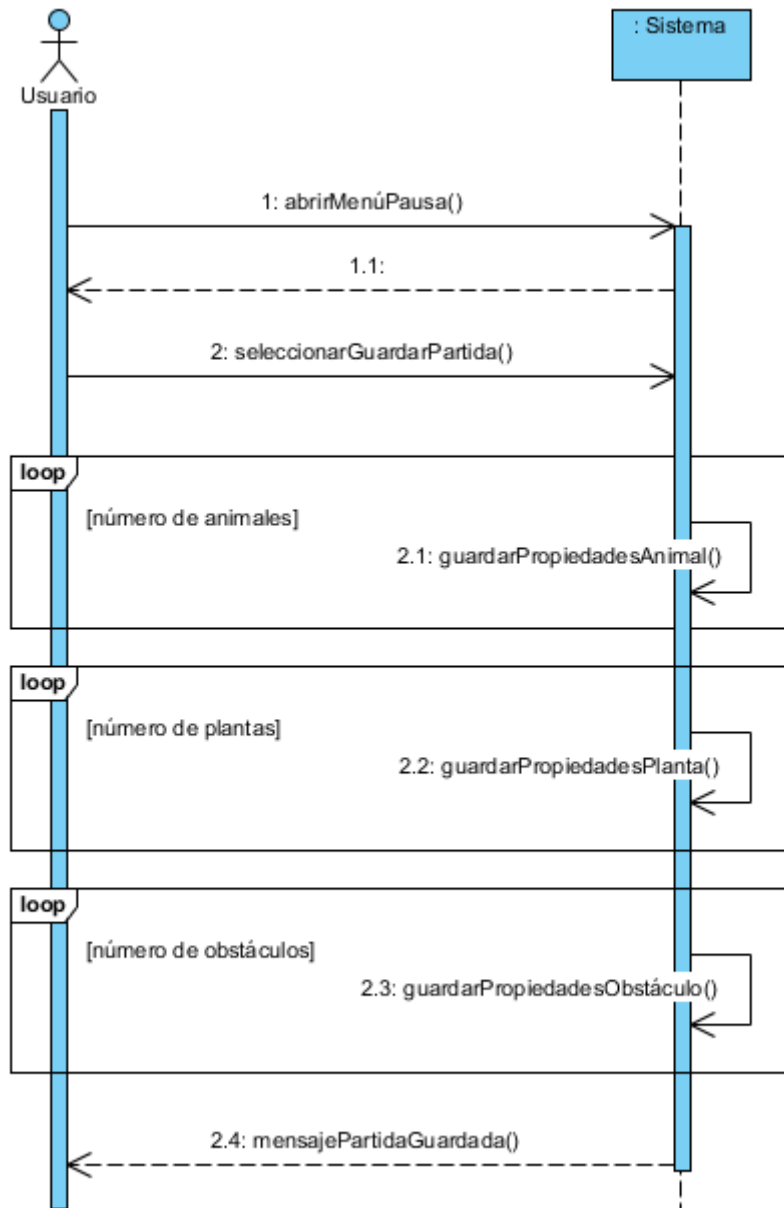 : Sistema
Usuario
1: abrirMenúPausa()
1.1:
2: seleccionarGuardarPartida()
loop
[número de animales]
2.1: guardarPropiedadesAnimal()
loop
[número de plantas]
2.2: guardarPropiedadesPlanta()
loop
[número de obstáculos]
2.3: guardarPropiedadesObstáculo()
2.4: mensajePartidaGuardada()